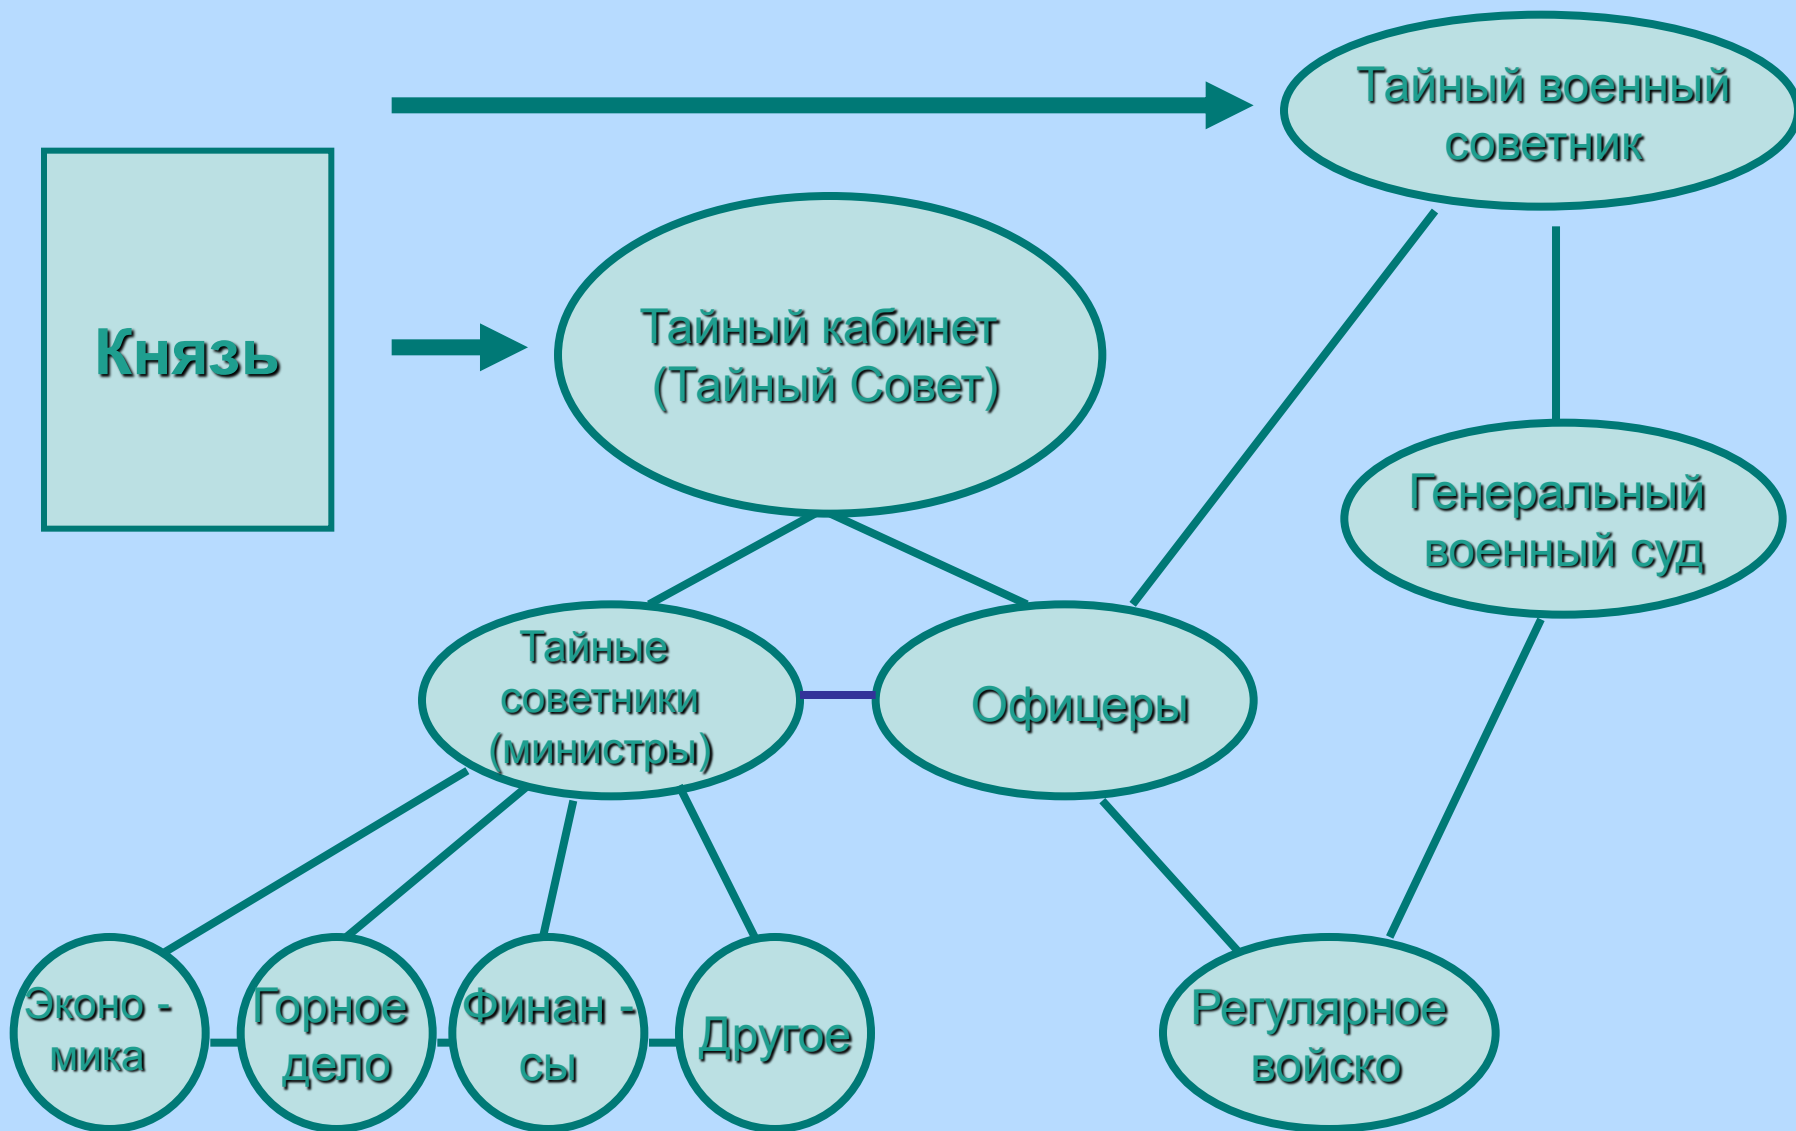 Тайный военный
советник
Князь
Тайный кабинет
(Тайный Совет)
Генеральный
военный суд
Тайные
советники
(министры)
Офицеры
Эконо -
мика
Горное
дело
Финан -
сы
Другое
Регулярное
войско